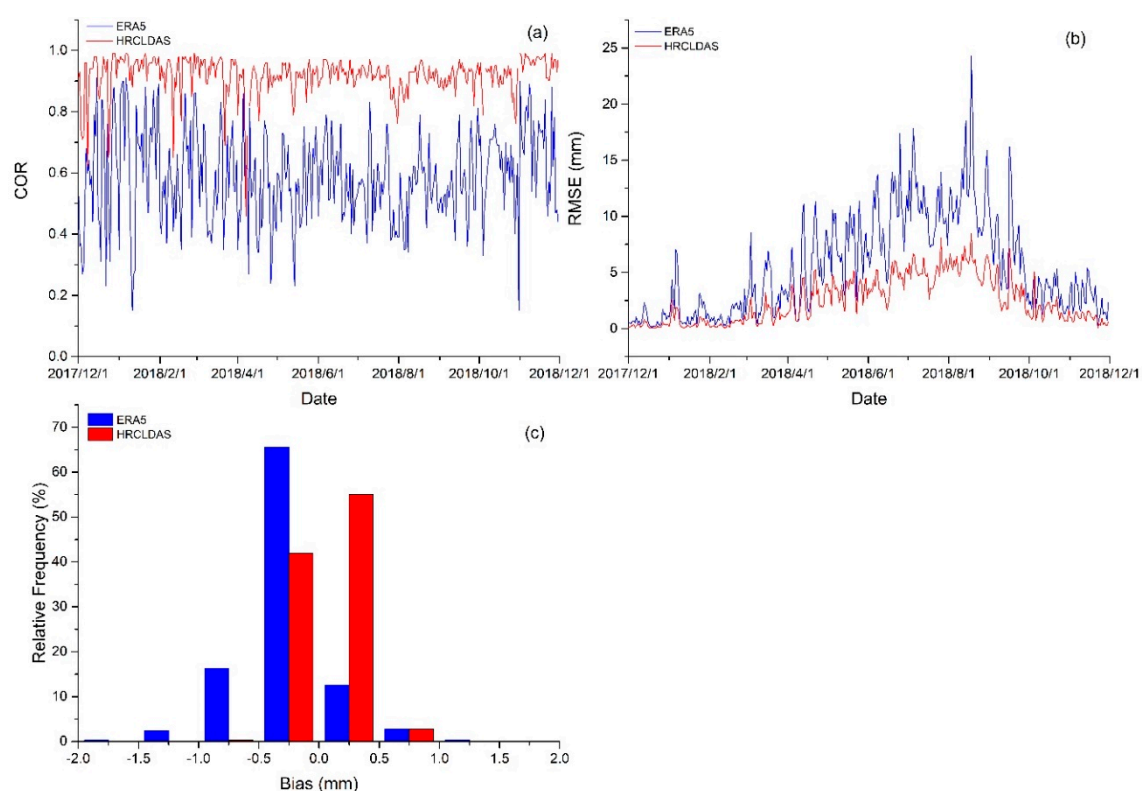 ERA5
HRCLDAS
(a)
1.0
0.8
0.6
0.4
0.2
0.0
COR
2017/12/1 2018/2/1 2018/4/1 2018/6/1 2018/8/1 2018/10/1 2018/12/1
Date
ERA5
HRCLDAS
(b)
25
20
15
10
5
0
RMSE (mm)
2017/12/1 2018/2/1 2018/4/1 2018/6/1 2018/8/1 2018/10/1 2018/12/1
Date
ERA5
HRCLDAS
(c)
70
60
50
40
30
20
10
0
Relative Frequency (%)
-2.0 -1.5 -1.0 -0.5 0.0 0.5 1.0 1.5 2.0
Bias (mm)